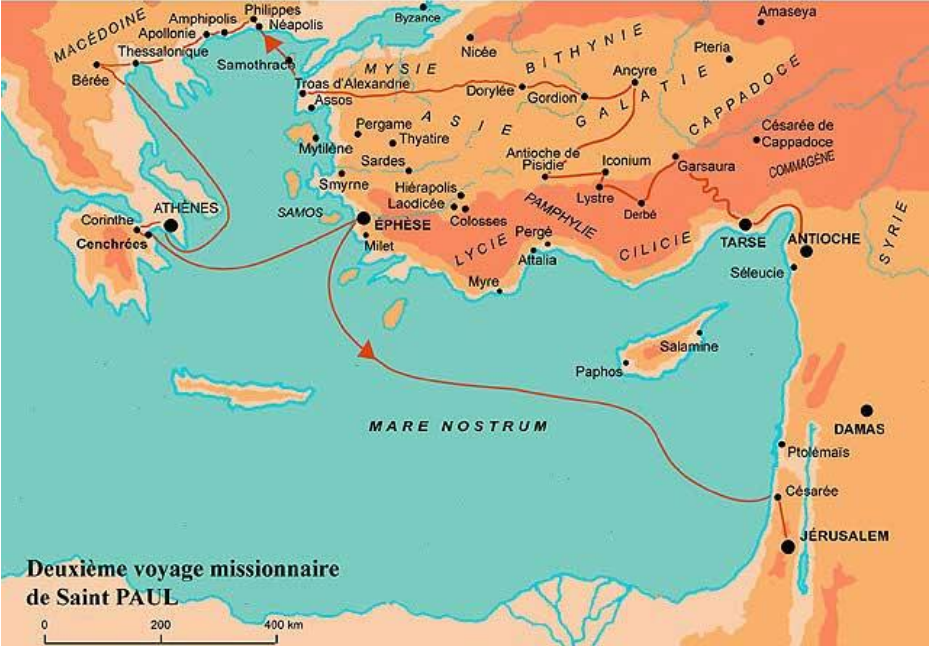 Amaseya
Philippes
Byzance
Amphipolis
Néapolis
MACÉDOINE
Apollonie
BITHYNIE
Nicée
Pteria
Thessalonique
Samothrace
MYSIE
Ancyre
Bérée
Troas d'Alexandrie
Dorylée
Gordion
GALATIE
CAPPADOCE
Assos
ASIE
Pergame
Thyatire
Césarée de
Cappadoce
Mytilène
Antioche de
Pisidie
Iconium
Garsaura
COMMAGÈNE
Sardes
Smyrne
Hiérapolis
Lystre
Laodicée
Derbé
ATHÈNES
SAMOS
Colosses
PAMPHYLIE
Corinthe
ÉPHÈSE
SYRIE
Cenchrées
Milet
LYCIE
Pergé
CILICIE
TARSE
ANTIOCHE
Attalia
Séleucie
Myre
Salamine
Paphos
MARE NOSTRUM
DAMAS
Ptolémaïs
Césarée
JÉRUSALEM
Deuxième voyage missionnaire
de Saint PAUL
0 200 400 km